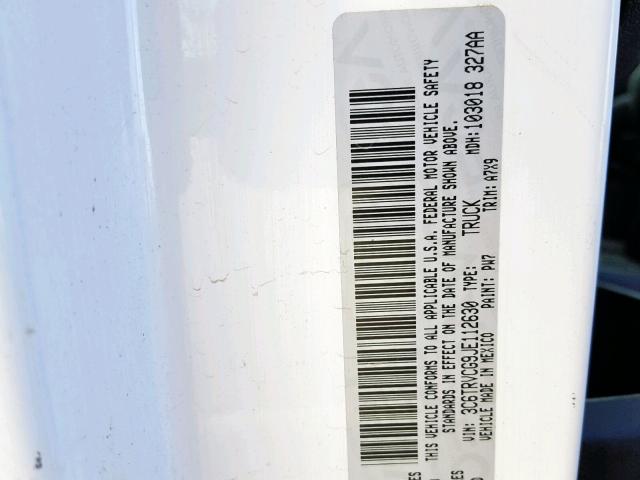 THIS VEHICLE CONFORMS TO ALL APPLICABLE U.S.A. FEDERAL MOTOR VEHICLE SAFETY
STANDARDS IN EFFECT ON THE DATE OF MANUFACTURE SHOWN ABOVE.
VIN: 3C6TRVCG9JE112630 TYPE: TRUCK MDH:103018 327AA
VEHICLE MADE IN MEXICO PAINT: PW7 TRIM: A7X9